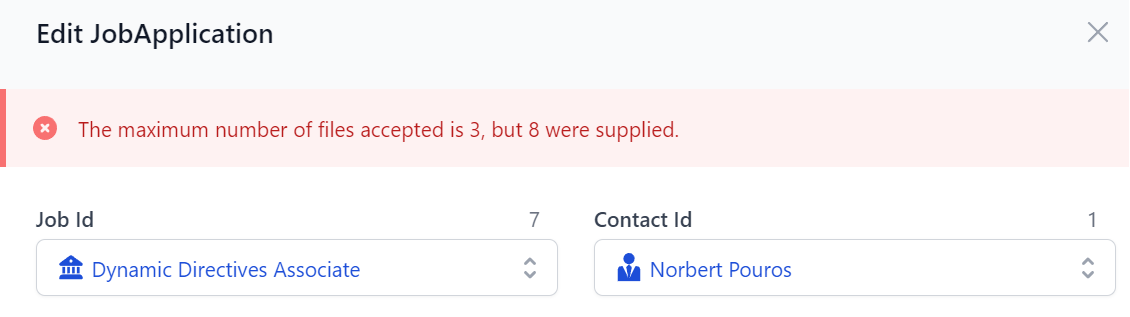 Edit JobApplication
The maximum number of files accepted is 3, but 8 were supplied.
Job Id 7 Contact Id 1
Dynamic Directives Associate Norbert Pouros